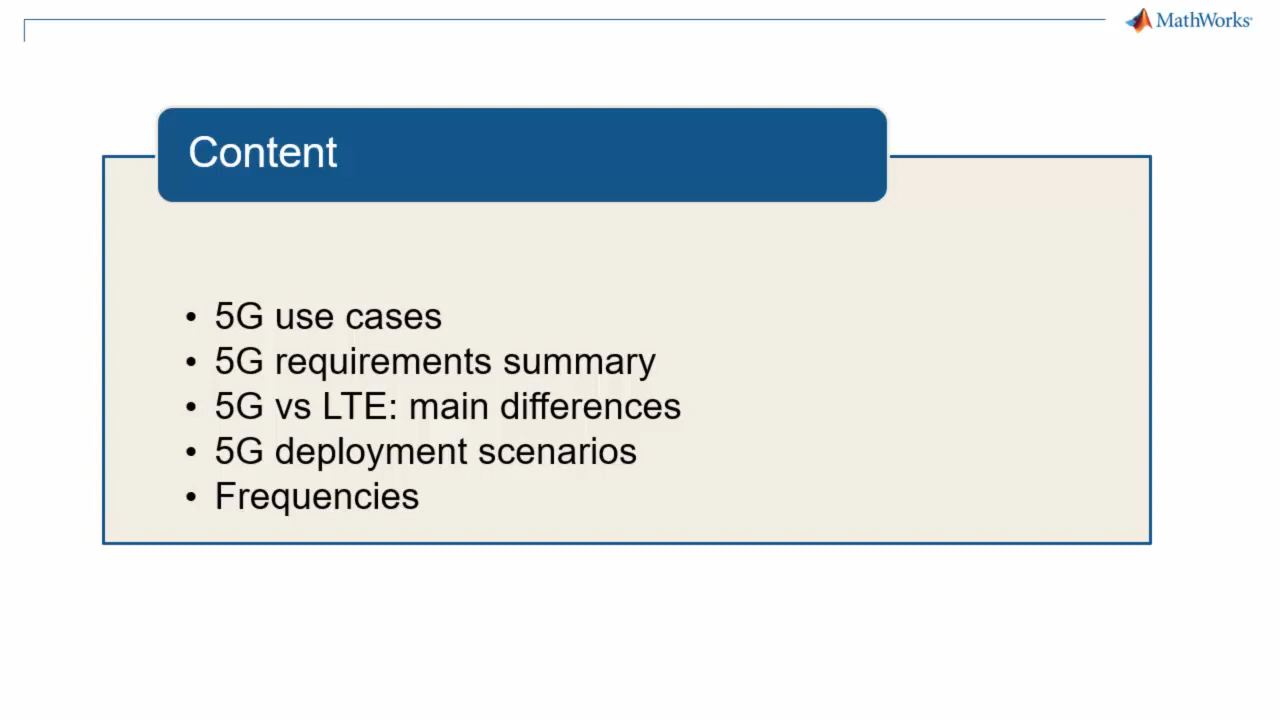 MathWorks
Content
• 5G use cases
• 5G requirements summary
• 5G vs LTE: main differences
• 5G deployment scenarios
• Frequencies